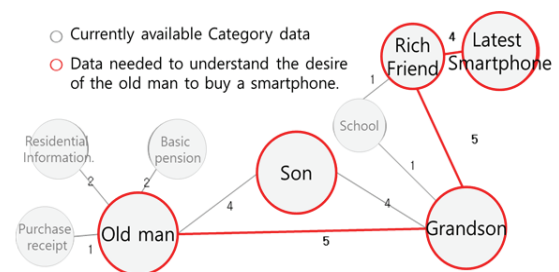 Currently available Category data
Data needed to understand the desire
of the old man to buy a smartphone.
Rich
Friend
4
Latest
Smartphone
1
School
5
1
Residential
Information.
Basic
pension
2
2
Son
4
4
Purchase
receipt
1
Old man
5
Grandson